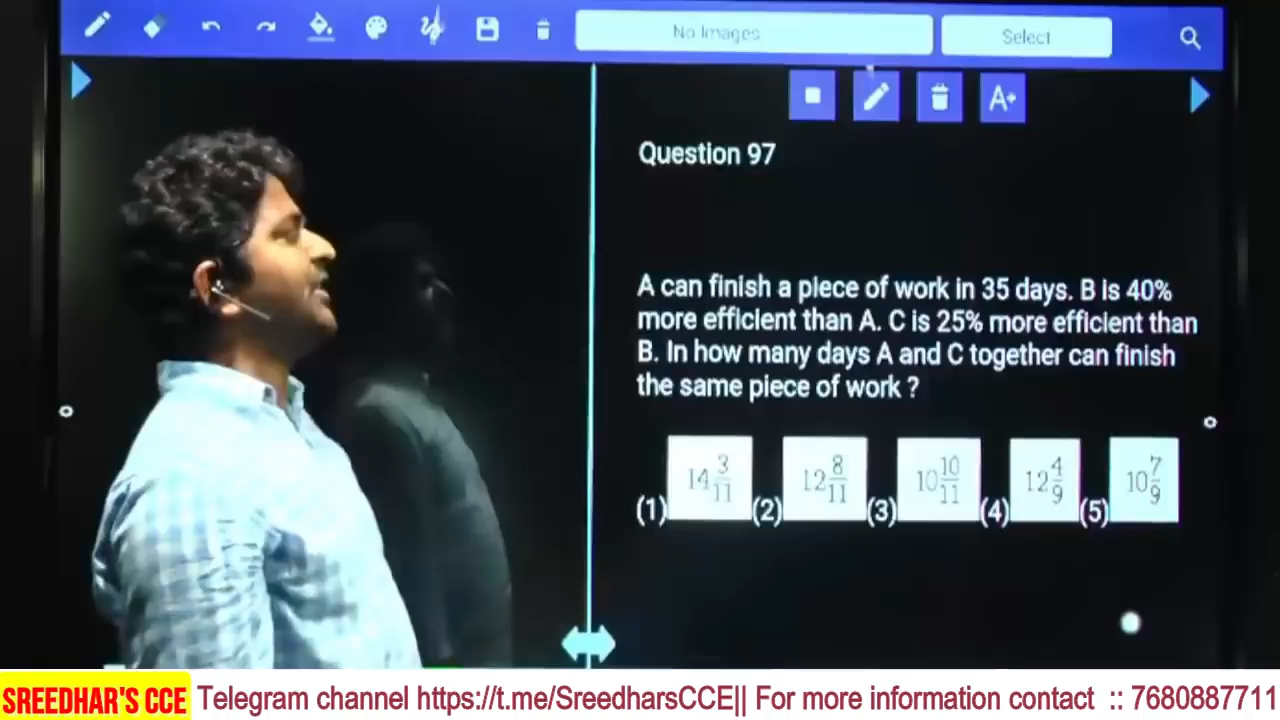 No Images
Select
A+
Question 97
A can finish a piece of work in 35 days. B is 40%
more efficient than A. C is 25% more efficient than
B. In how many days A and C together can finish
the same piece of work ?
(1) 14 3/11 (2) 12 8/11 (3) 10 10/11 (4) 12 4/9 (5) 10 7/9
SREEDHAR'S CCE Telegram channel https://t.me/SreedharsCCE|| For more information contact :: 7680887711